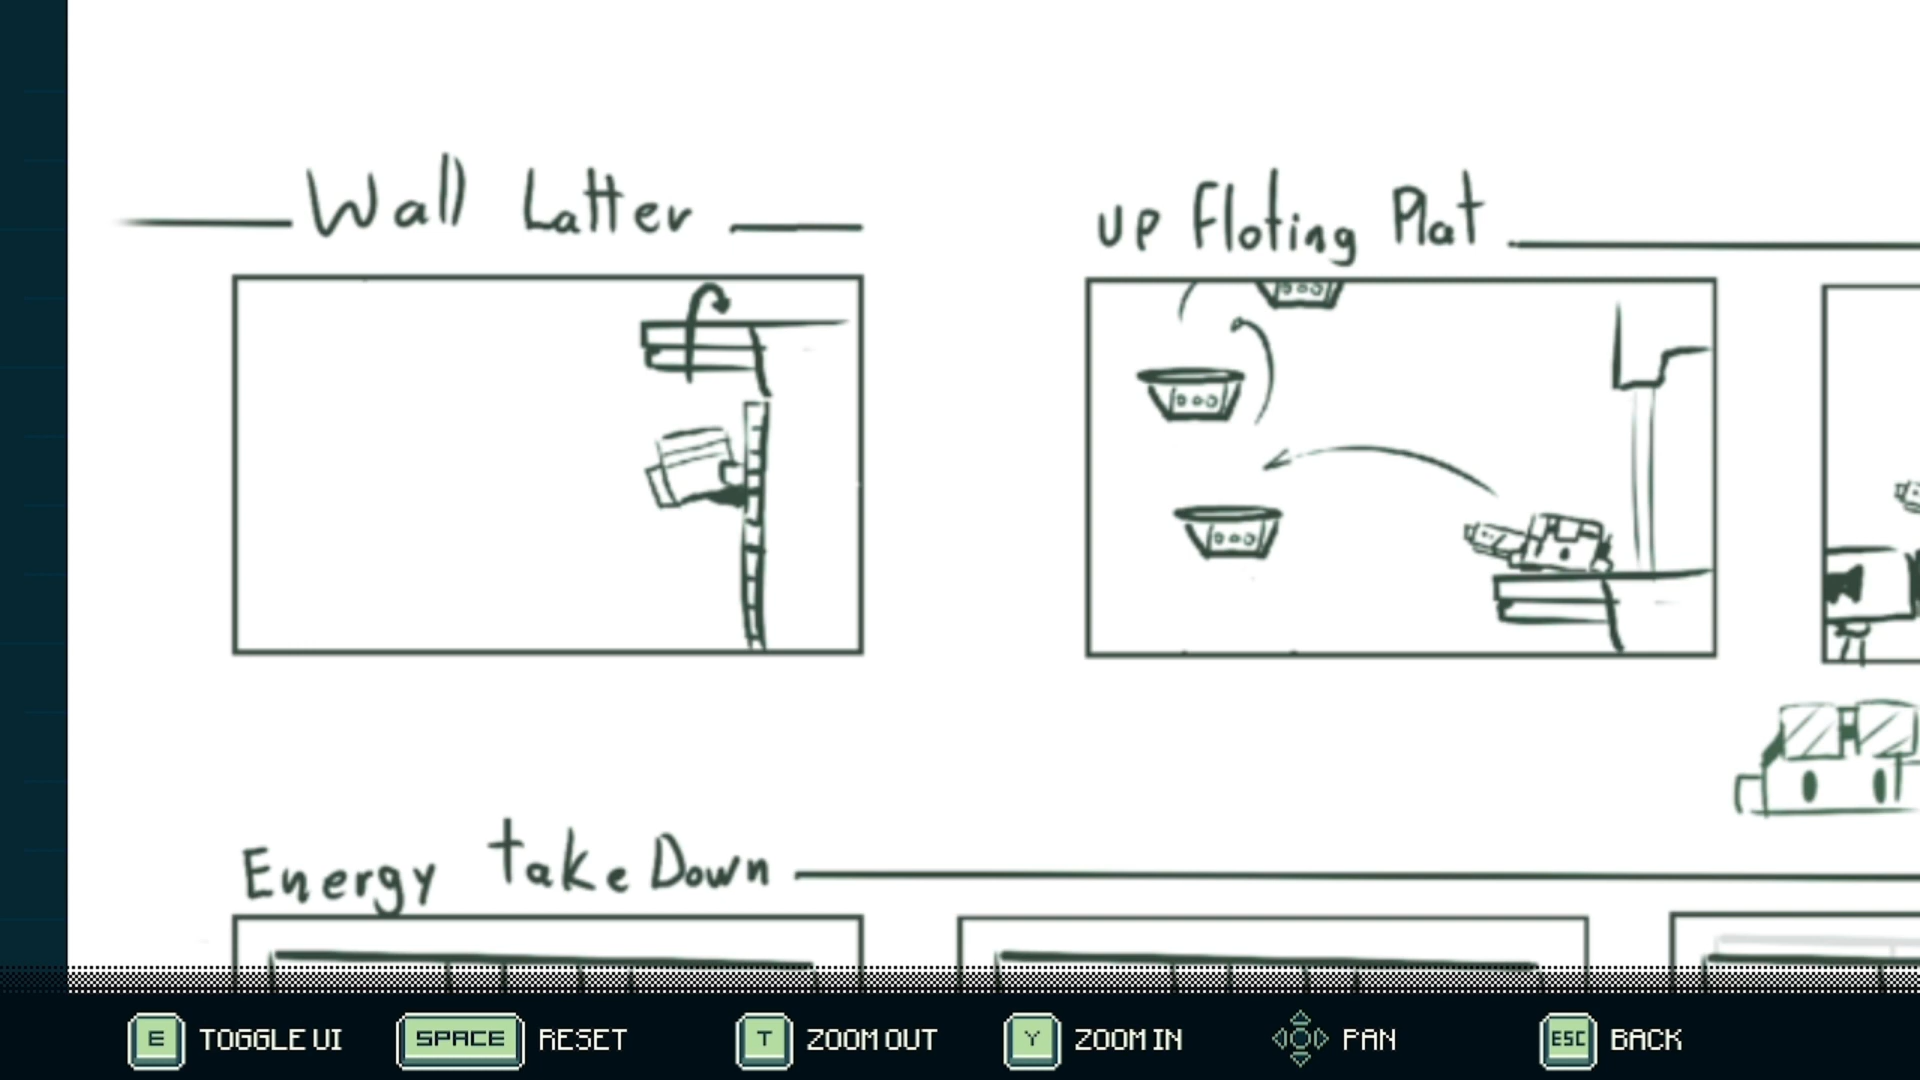 Wall Latter
up Floting Plat
Energy take Down
E TOGGLE UI SPACE RESET T ZOOM OUT Y ZOOM IN PAN ESC BACK